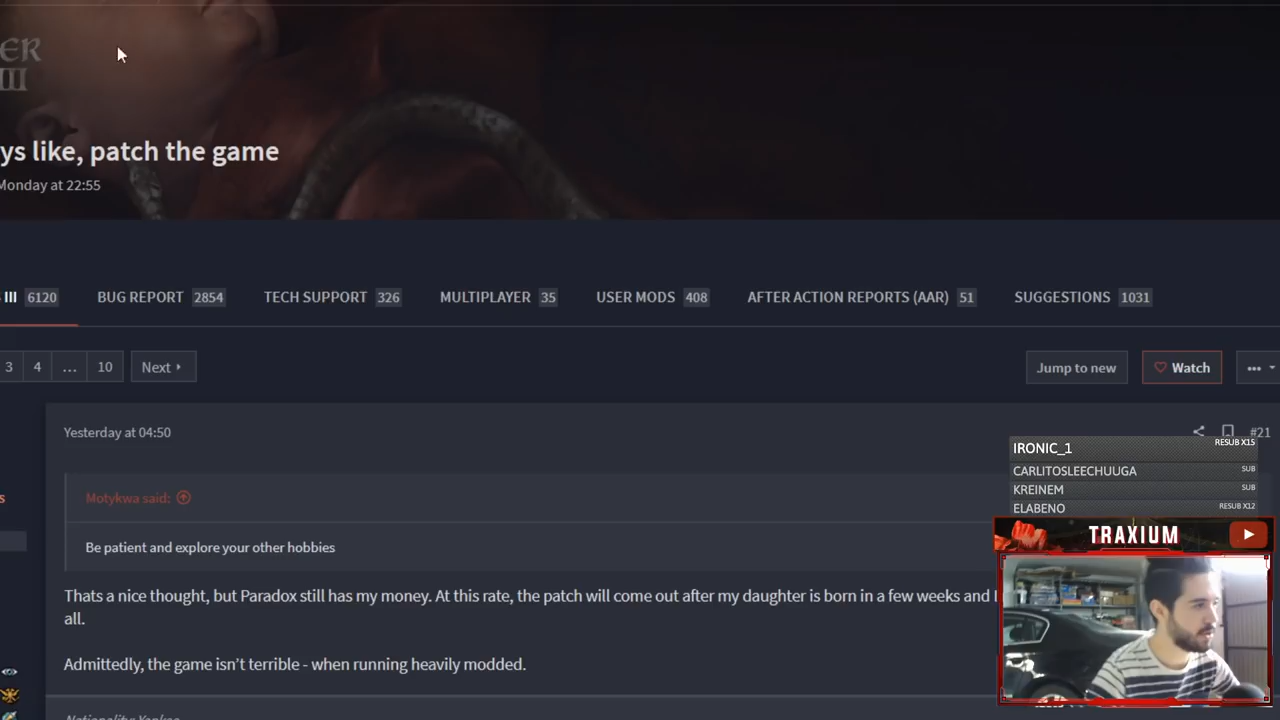 ER
III
ys like, patch the game
Monday at 22:55
III 6120 BUG REPORT 2854 TECH SUPPORT 326 MULTIPLAYER 35 USER MODS 408 AFTER ACTION REPORTS (AAR) 51 SUGGESTIONS 1031
3 4 ... 10 Next Jump to new Watch •••
Yesterday at 04:50 #21
IRONIC_1 RESUB X15
CARLITOSLEECHUUGA SUB
KREINEM SUB
ELABENO RESUB X12
s
Motykwa said:
TRAXIUM
Be patient and explore your other hobbies
Thats a nice thought, but Paradox still has my money. At this rate, the patch will come out after my daughter is born in a few weeks and
all.
Admittedly, the game isn't terrible - when running heavily modded.